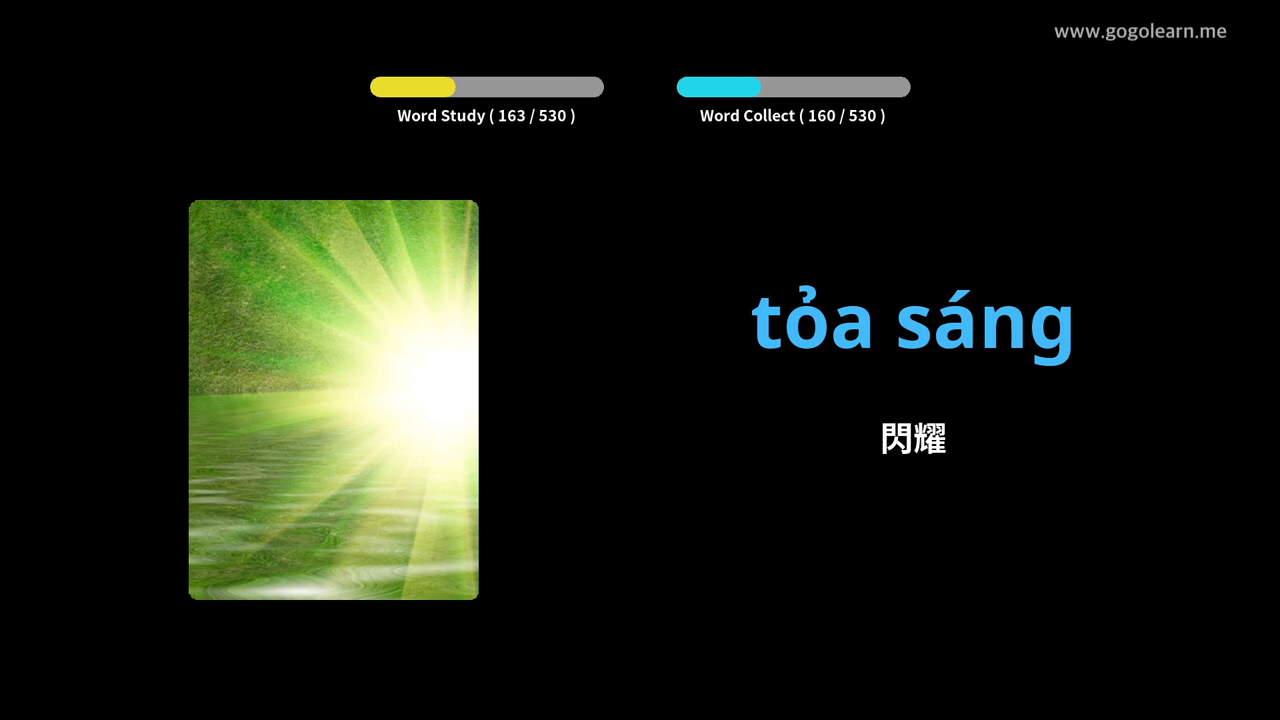 www.gogolearn.me
Word Study ( 163 / 530 )
Word Collect ( 160 / 530 )
tỏa sáng
閃耀